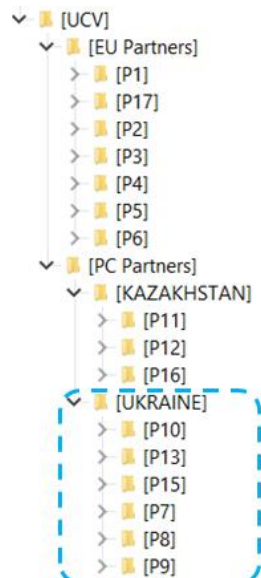 [UCV]
[EU Partners]
[P1]
[P17]
[P2]
[P3]
[P4]
[P5]
[P6]
[PC Partners]
[KAZAKHSTAN]
[P11]
[P12]
[P16]
[UKRAINE]
[P10]
[P13]
[P15]
[P7]
[P8]
[P9]